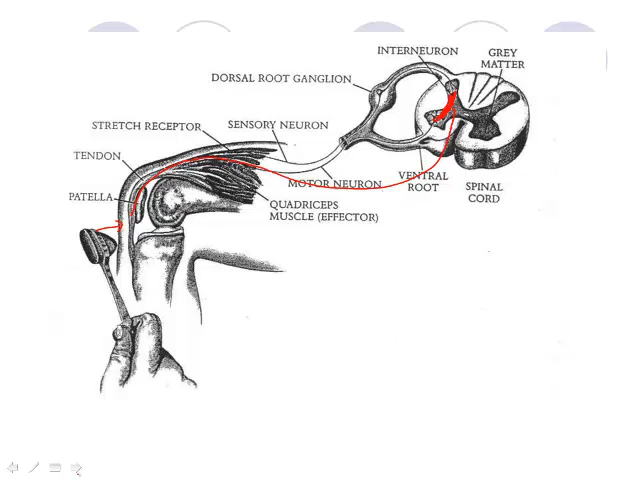 INTERNEURON
GREY
MATTER
DORSAL ROOT GANGLION
STRETCH RECEPTOR
SENSORY NEURON
TENDON
MOTOR NEURON
VENTRAL
ROOT
SPINAL
CORD
PATELLA
QUADRICEPS
MUSCLE (EFFECTOR)